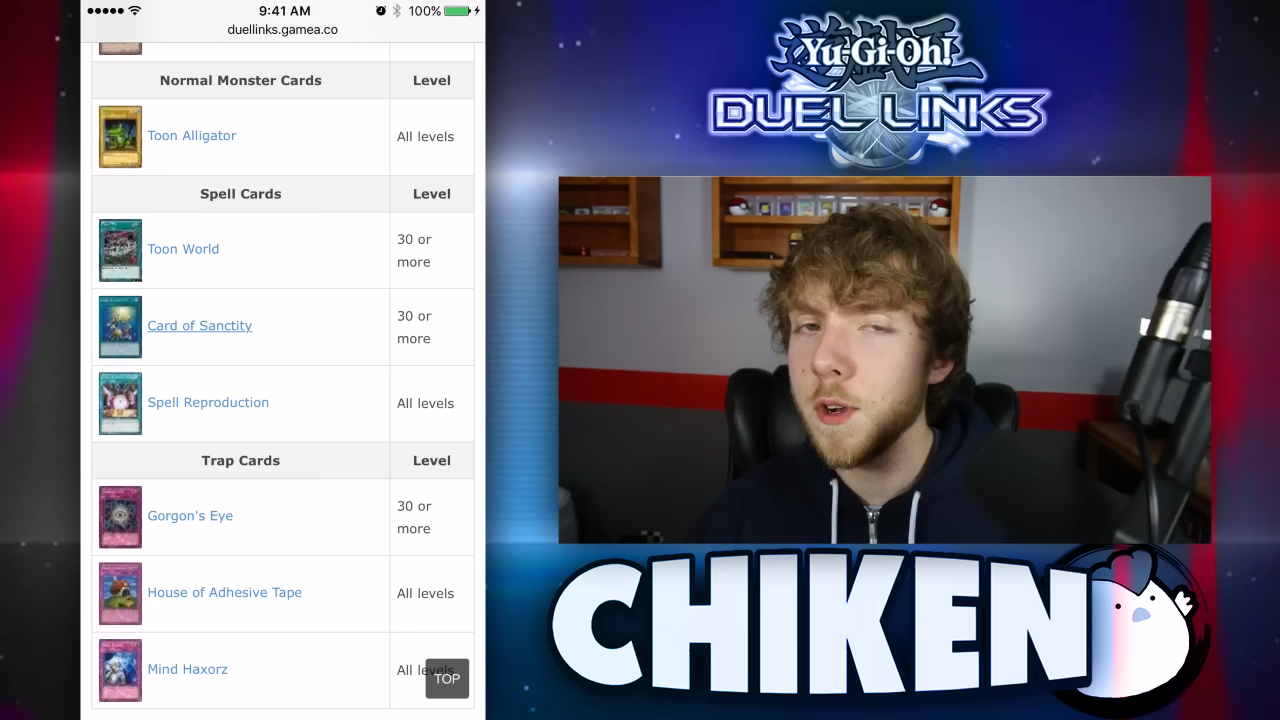 9:41 AM 100%
duellinks.gamea.co
Normal Monster Cards Level
Toon Alligator All levels
Spell Cards Level
Toon World 30 or more
Card of Sanctity 30 or more
Spell Reproduction All levels
Trap Cards Level
Gorgon's Eye 30 or more
House of Adhesive Tape All levels
Mind Haxorz All levels
TOP
Yu-Gi-Oh!
DUEL LINKS
CHIKEN